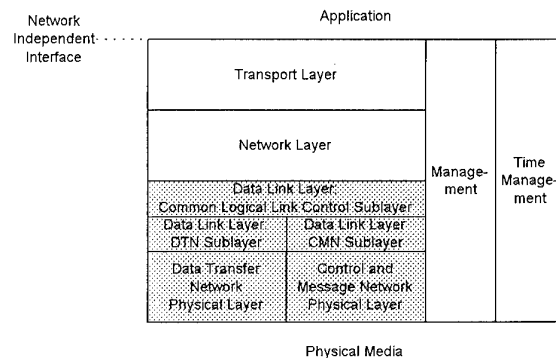 Application
Network
Independent
Interface
Transport Layer
Network Layer
Data Link Layer:
Common Logical Link Control Sublayer
Data Link Layer
DTN Sublayer
Data Link Layer
CMN Sublayer
Data Transfer
Network
Physical Layer
Control and
Message Network
Physical Layer
Manage-
ment
Time
Manage-
ment
Physical Media